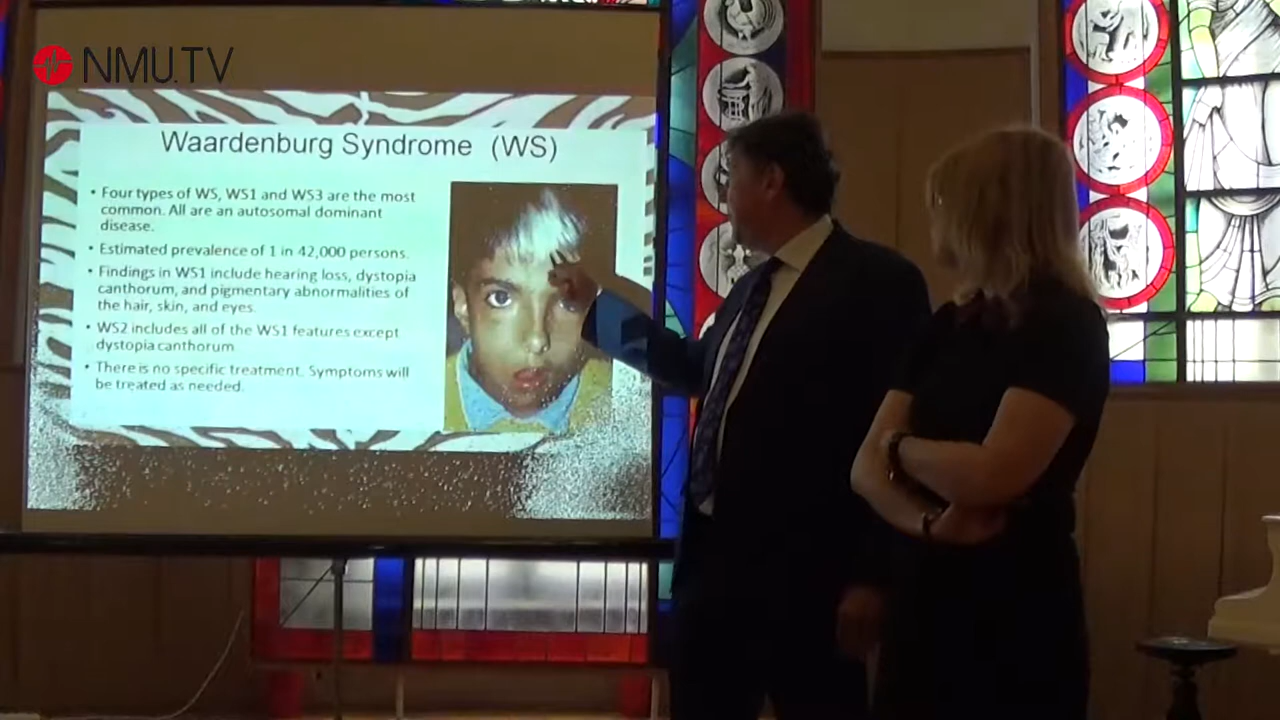 NMU.TV
Waardenburg Syndrome (WS)
• Four types of WS, WS1 and WS3 are the most
common. All are an autosomal dominant
disease.
• Estimated prevalence of 1 in 42,000 persons.
• Findings in WS1 include hearing loss, dystopia
canthorum, and pigmentary abnormalities of
the hair, skin, and eyes.
• WS2 includes all of the WS1 features except
dystopia canthorum
• There is no specific treatment. Symptoms will
be treated as needed.